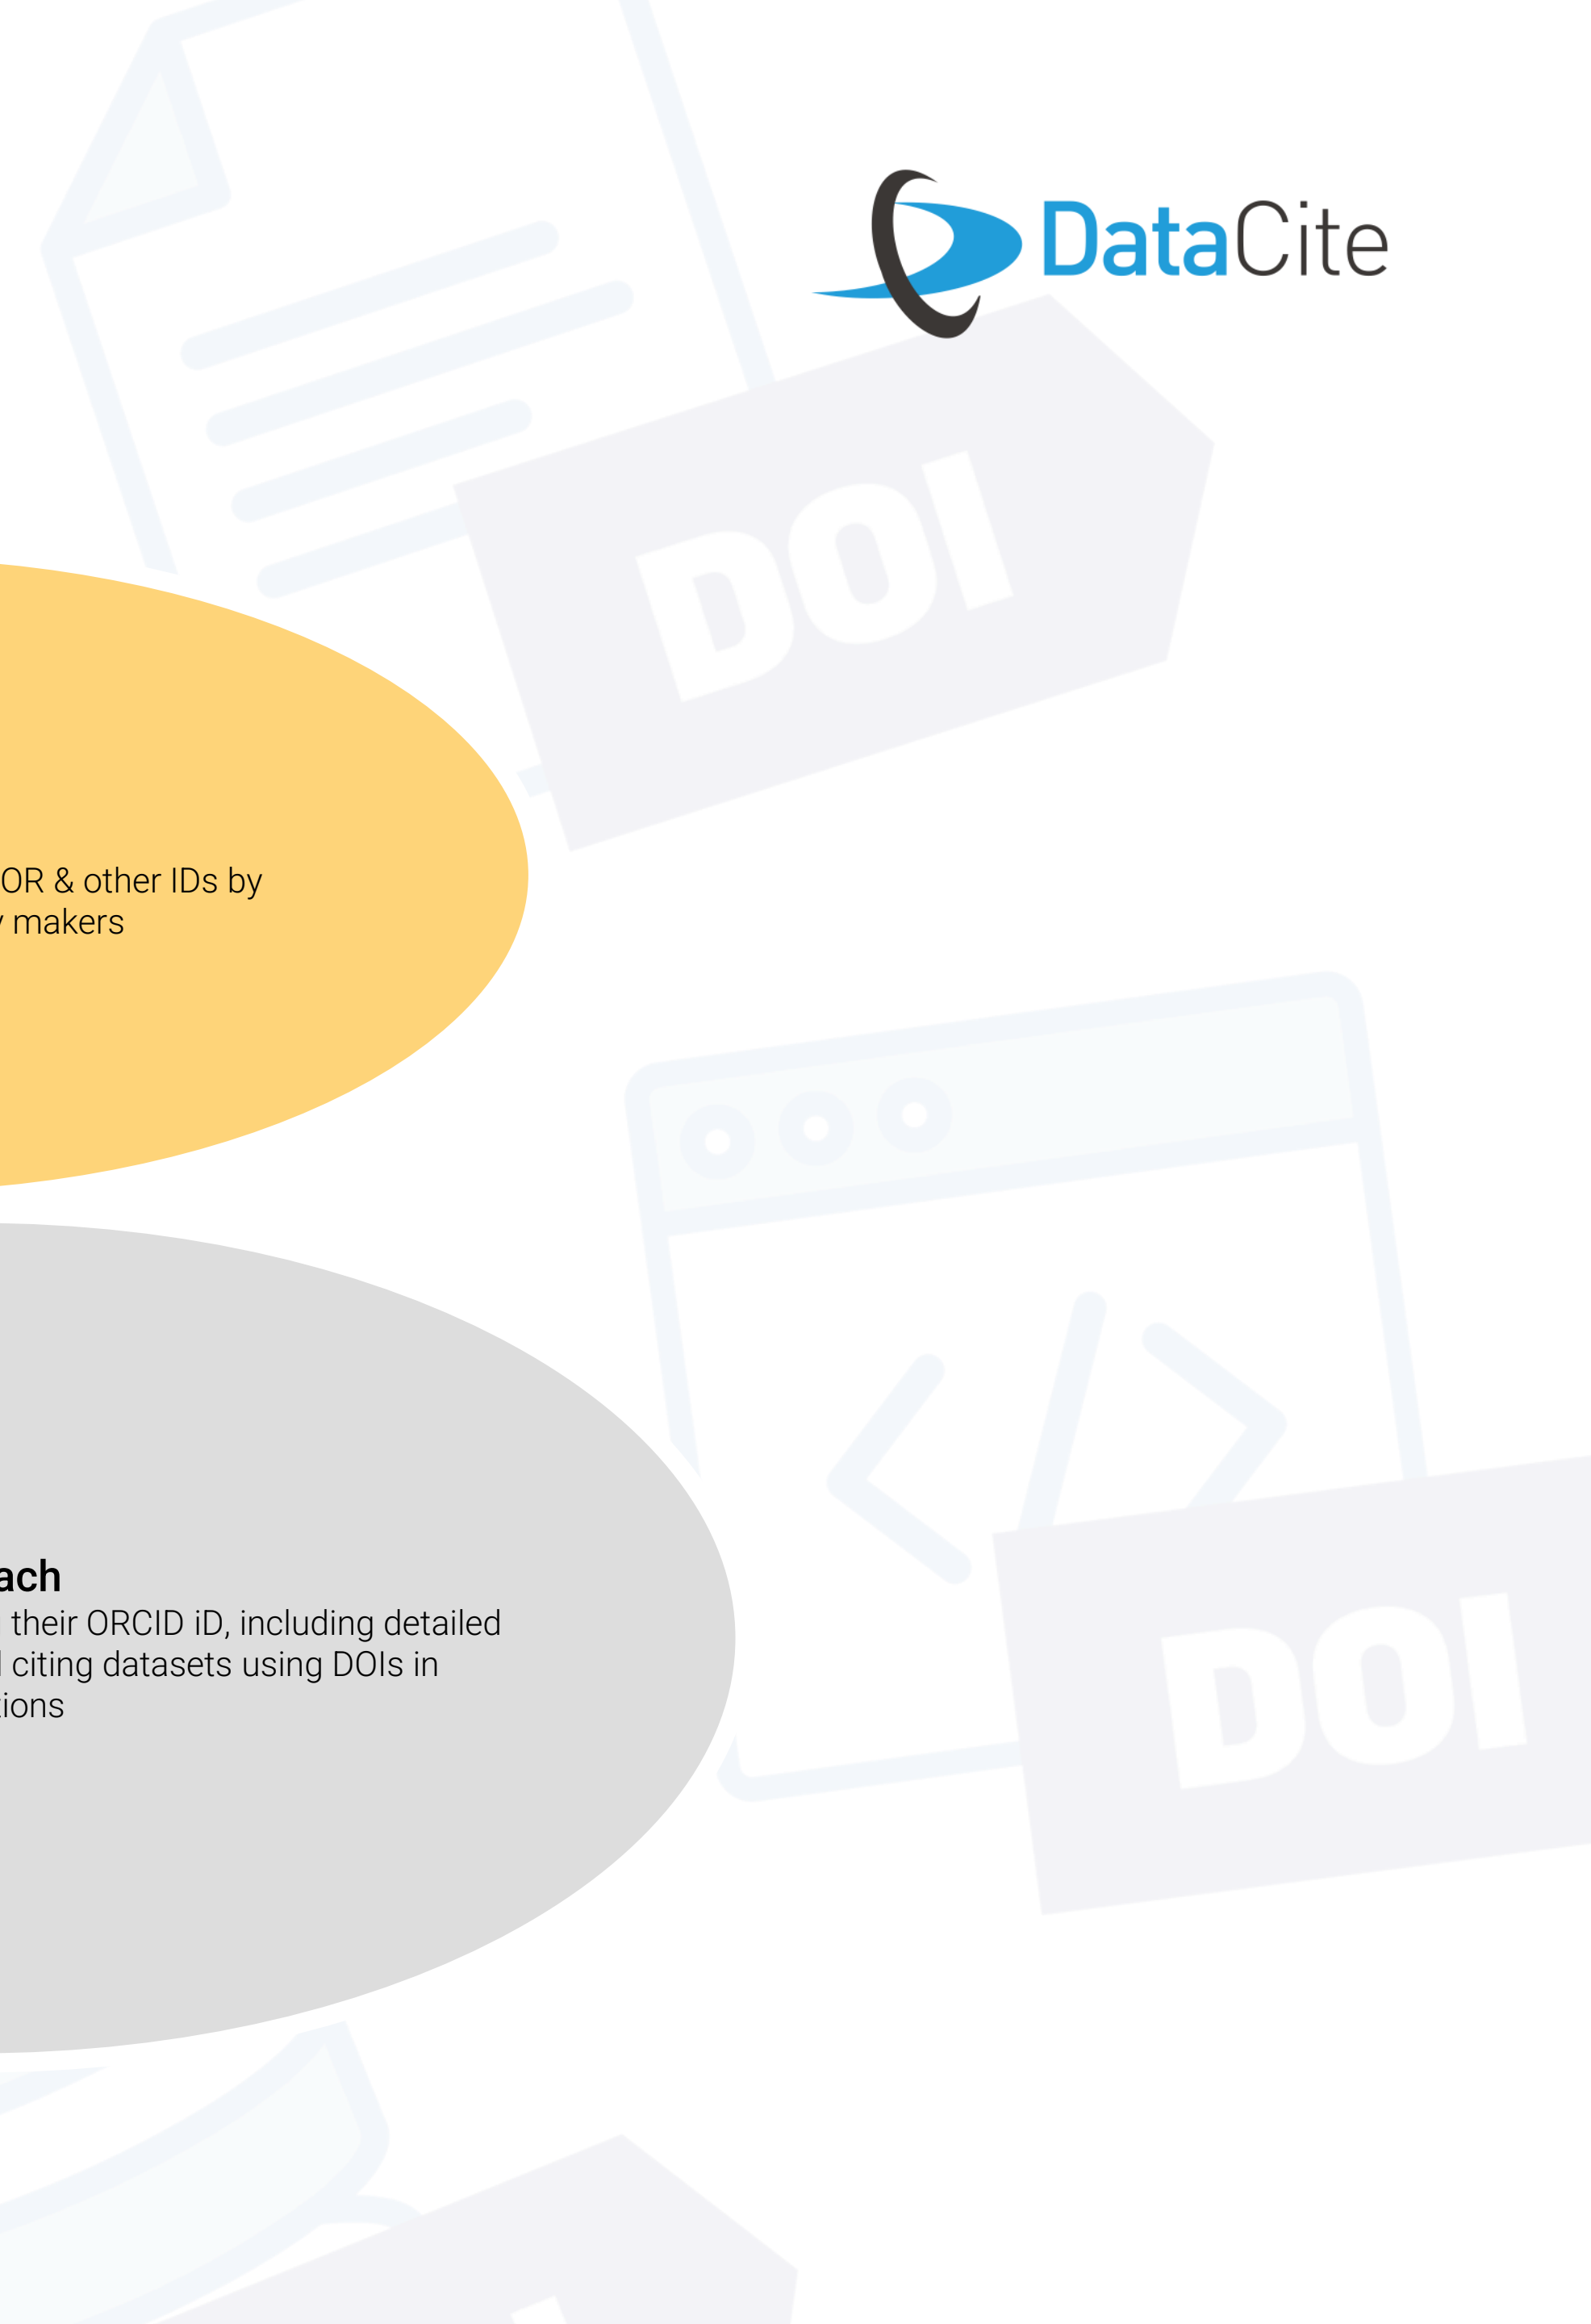 DataCite
DOI
OR & other IDs by
makers
ach
their ORCID iD, including detailed
citing datasets using DOIs in
ions
DOI